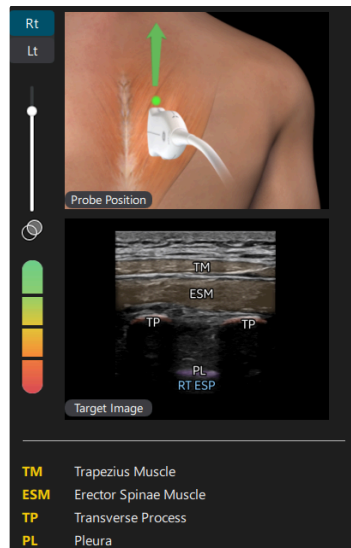 Rt
Lt
Probe Position
TM
ESM
TP TP
PL
RT ESP
Target Image
TM Trapezius Muscle
ESM Erector Spinae Muscle
TP Transverse Process
PL Pleura